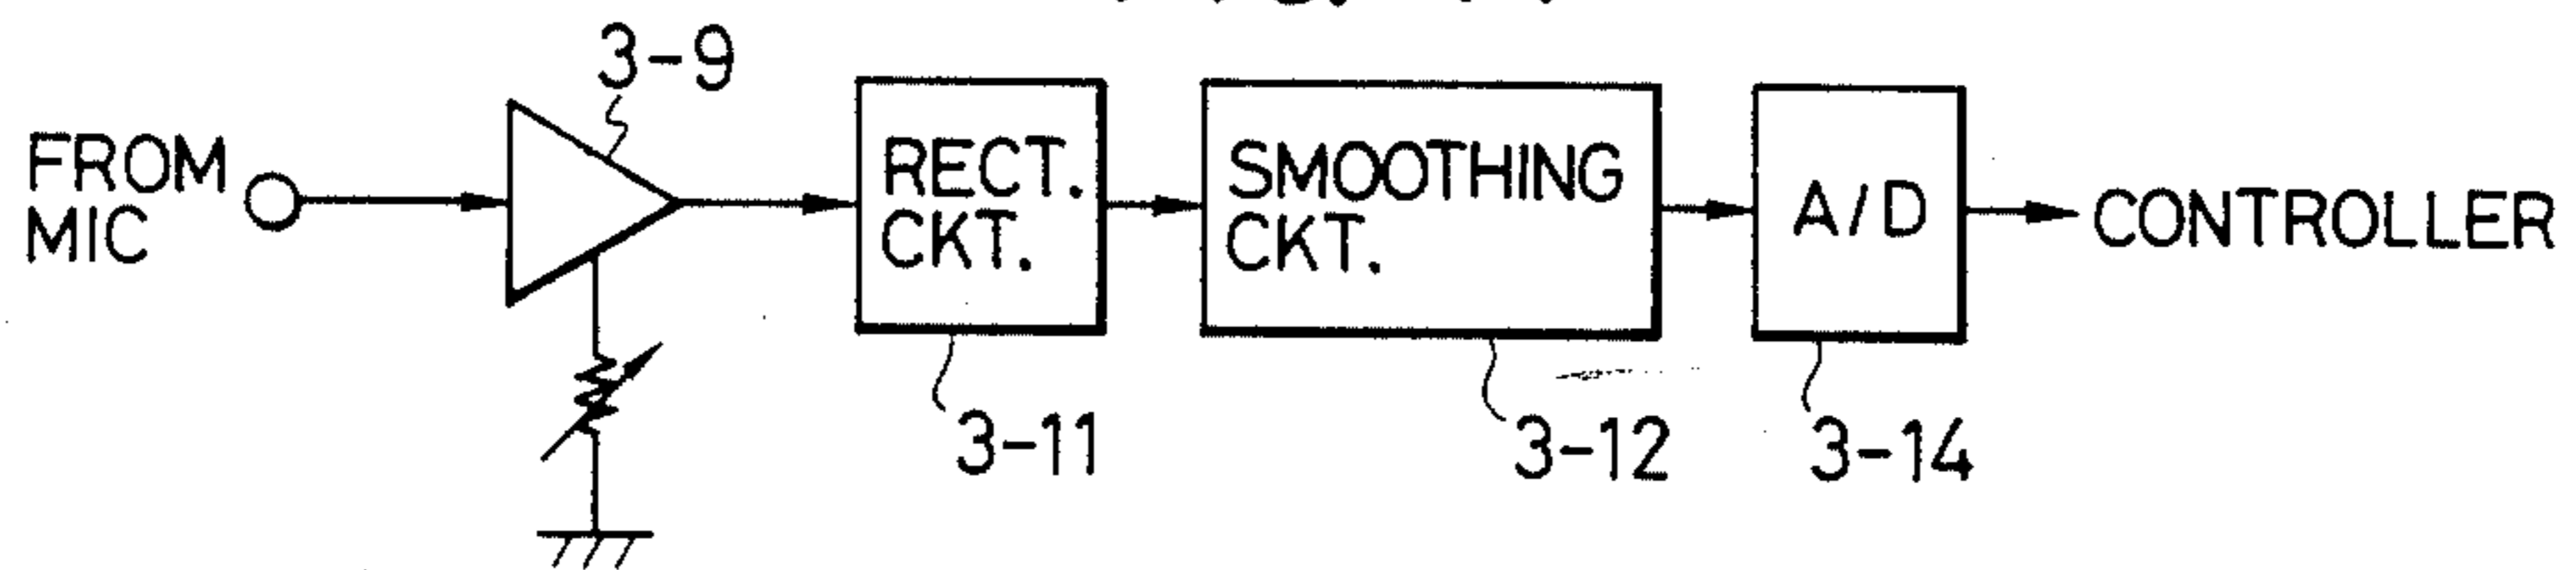 3-9
FROM
MIC
RECT.
CKT.
SMOOTHING
CKT.
A/D
CONTROLLER
3-11
3-12
3-14